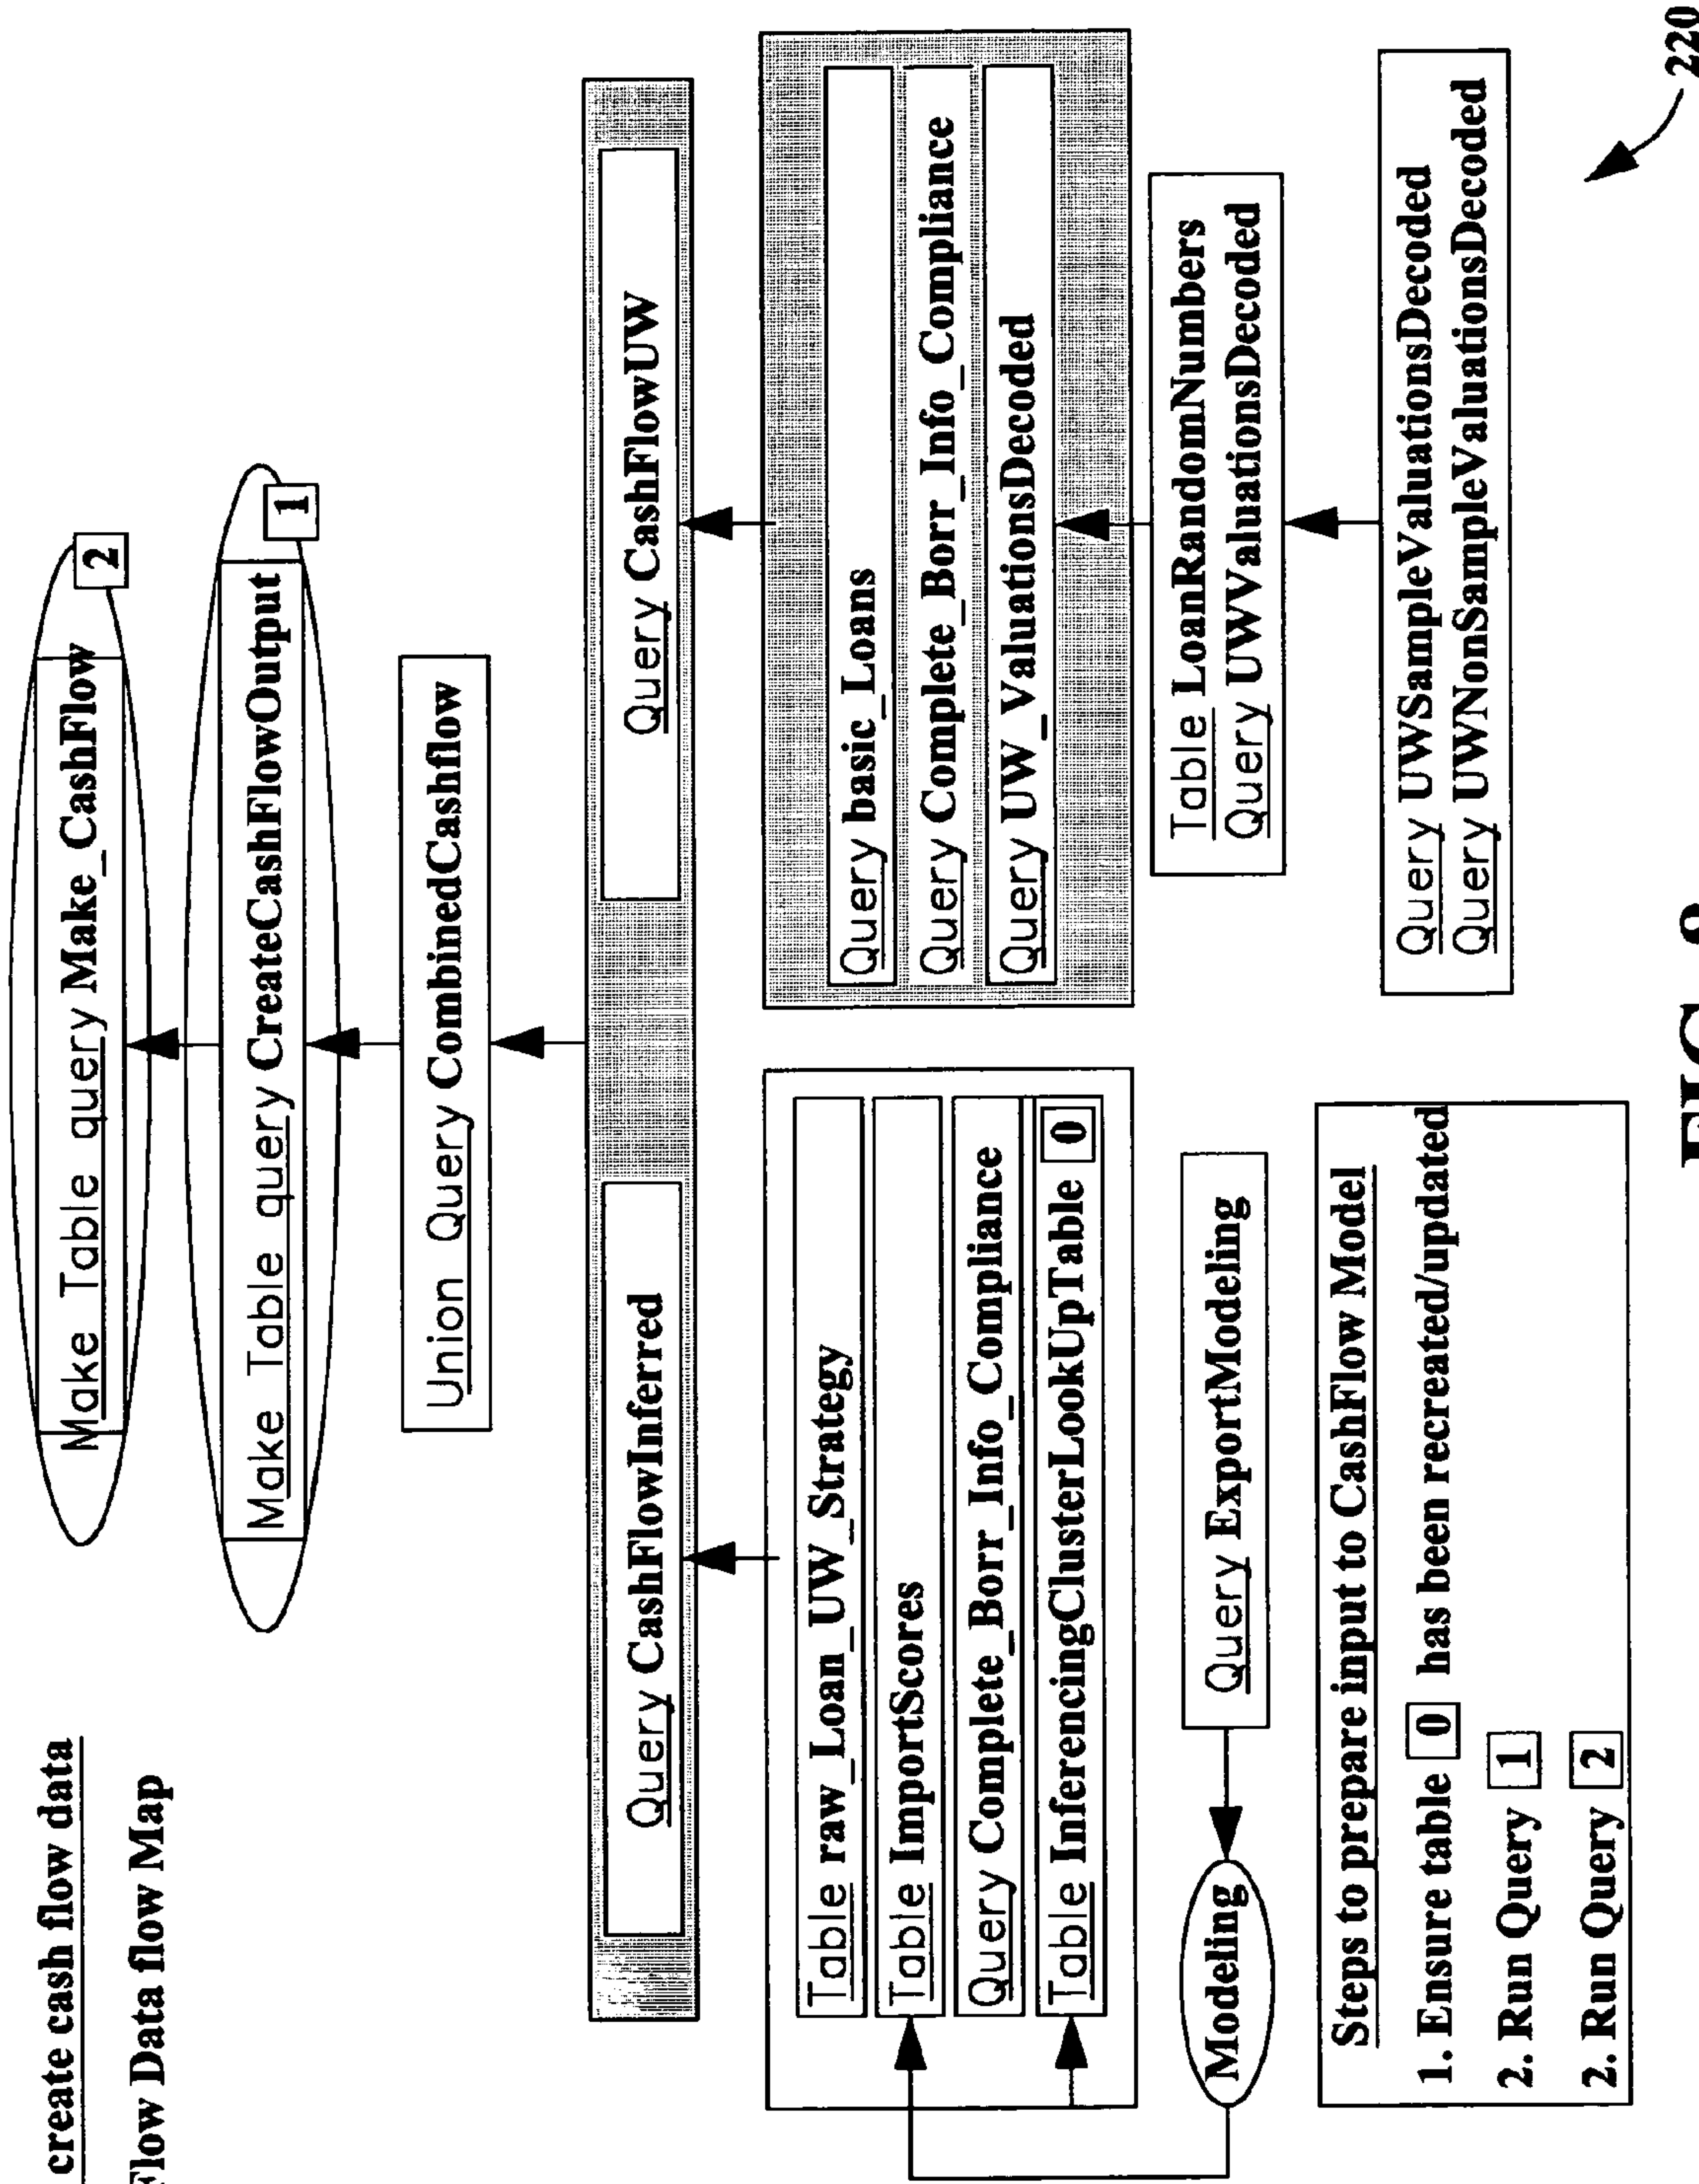 create cash flow data
Flow Data flow Map
Make Table query Make_CashFlow
2
Make Table query CreateCashFlowOutput
1
Union Query CombinedCashflow
Query CashFlowInferred
Query CashFlowUW
Table raw_Loan_UW_Strategy
Table ImportScores
Query Complete_Borr_Info_Compliance
Table InferencingClusterLookUpTable 0
Query basic_Loans
Query Complete_Borr_Info_Compliance
Query UW_ValuationsDecoded
Query ExportModeling
Modeling
Table LoanRandomNumbers
Query UWValuationsDecoded
Query UWSampleValuationsDecoded
Query UWNonSampleValuationsDecoded
Steps to prepare input to CashFlow Model
1. Ensure table 0 has been recreated/updated
2. Run Query 1
2. Run Query 2
220